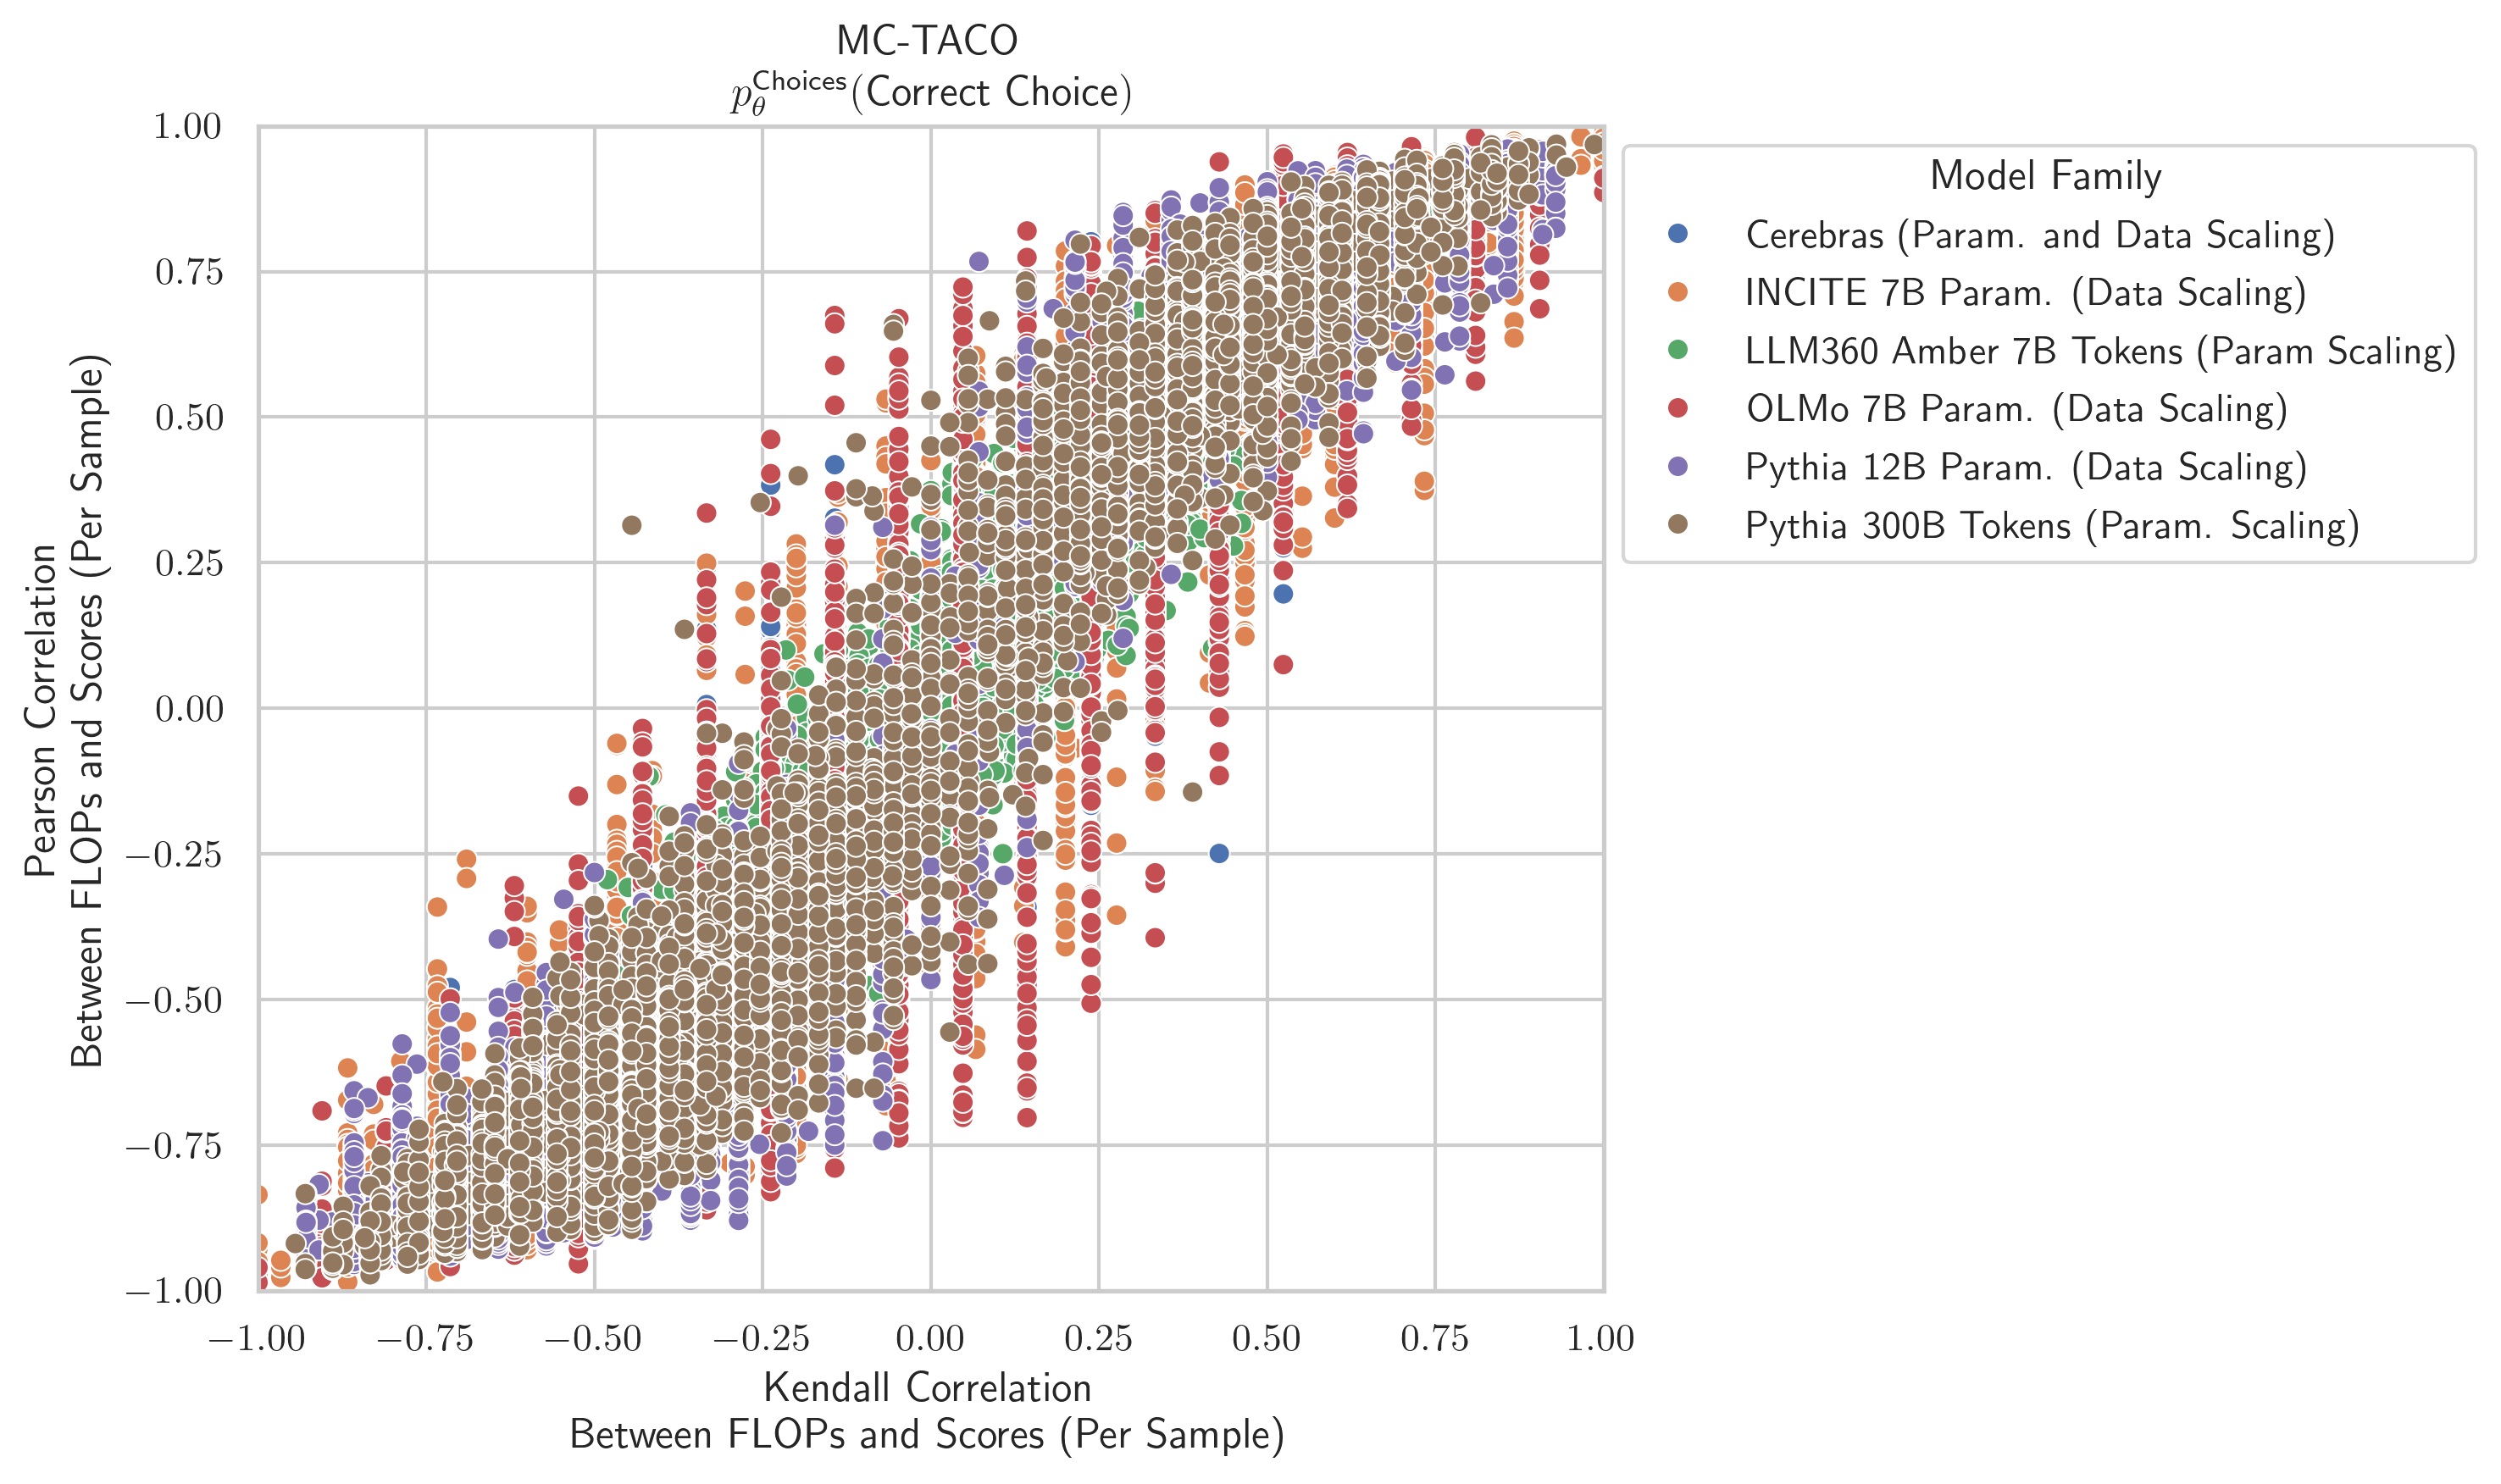 MC-TACO
p_θ^Choices(Correct Choice)
1.00
0.75
0.50
0.25
0.00
−0.25
−0.50
−0.75
−1.00
Pearson Correlation
Between FLOPs and Scores (Per Sample)
−1.00 −0.75 −0.50 −0.25 0.00 0.25 0.50 0.75 1.00
Kendall Correlation
Between FLOPs and Scores (Per Sample)
Model Family
Cerebras (Param. and Data Scaling)
INCITE 7B Param. (Data Scaling)
LLM360 Amber 7B Tokens (Param Scaling)
OLMo 7B Param. (Data Scaling)
Pythia 12B Param. (Data Scaling)
Pythia 300B Tokens (Param. Scaling)